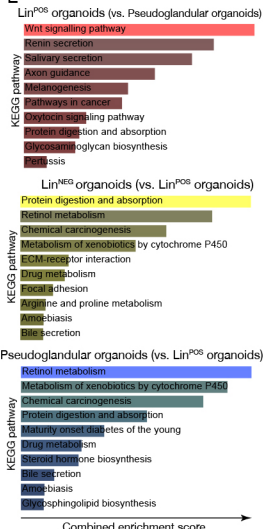 Lin^POS organoids (vs. Pseudoglandular organoids)
KEGG pathway
Wnt signalling pathway
Renin secretion
Salivary secretion
Axon guidance
Melanogenesis
Pathways in cancer
Oxytocin signaling pathway
Protein digestion and absorption
Glycosaminoglycan biosynthesis
Pertussis
Lin^NEG organoids (vs. Lin^POS organoids)
KEGG pathway
Protein digestion and absorption
Retinol metabolism
Chemical carcinogenesis
Metabolism of xenobiotics by cytochrome P450
ECM-receptor interaction
Drug metabolism
Focal adhesion
Arginine and proline metabolism
Amoebiasis
Bile secretion
Pseudoglandular organoids (vs. Lin^POS organoids)
KEGG pathway
Retinol metabolism
Metabolism of xenobiotics by cytochrome P450
Chemical carcinogenesis
Protein digestion and absorption
Maturity onset diabetes of the young
Drug metabolism
Steroid hormone biosynthesis
Bile secretion
Amoebiasis
Glycosphingolipid biosynthesis
Combined enrichment score